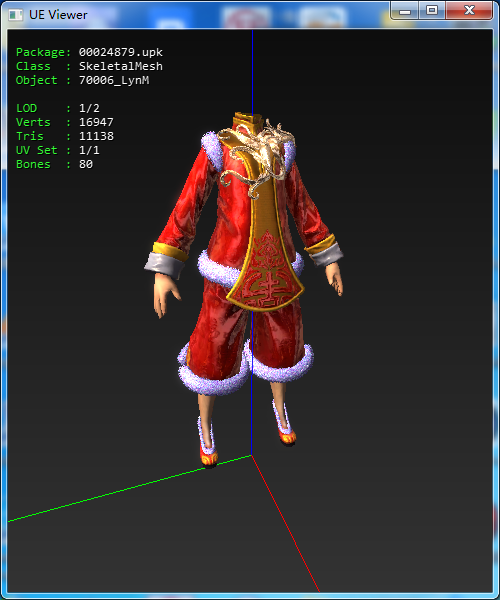 UE Viewer
Package: 00024879.upk
Class : SkeletalMesh
Object : 70006_LynM
LOD : 1/2
Verts : 16947
Tris : 11138
UV Set : 1/1
Bones : 80